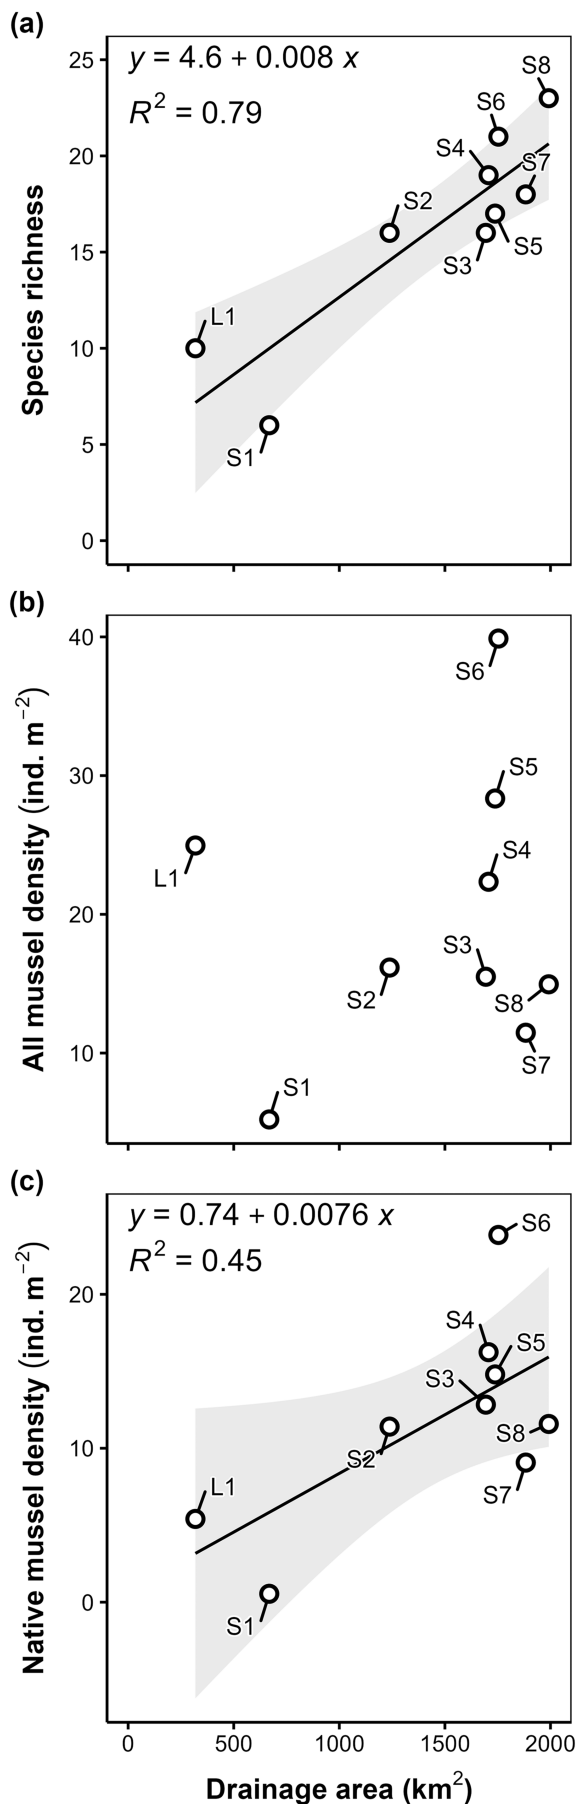 (a)
y = 4.6 + 0.008 x
R² = 0.79
Species richness
25
20
15
10
5
0
S8
S6
S4
S7
S2
S5
S3
L1
S1
(b)
All mussel density (ind. m⁻²)
40
30
20
10
S6
S5
S4
L1
S3
S2
S8
S7
S1
(c)
y = 0.74 + 0.0076 x
R² = 0.45
Native mussel density (ind. m⁻²)
20
10
0
S6
S4
S5
S3
S8
S2
L1
S7
S1
0 500 1000 1500 2000
Drainage area (km²)